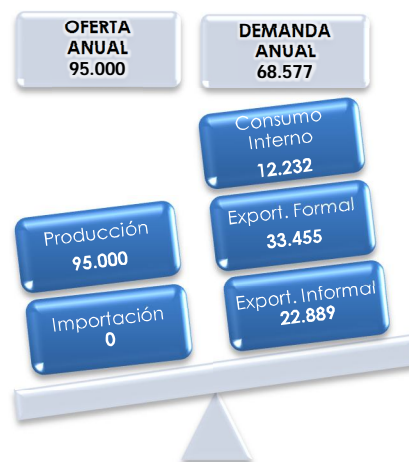 OFERTA
ANUAL
95.000
DEMANDA
ANUAL
68.577
Consumo
Interno
12.232
Export. Formal
33.455
Export. Informal
22.889
Producción
95.000
Importación
0